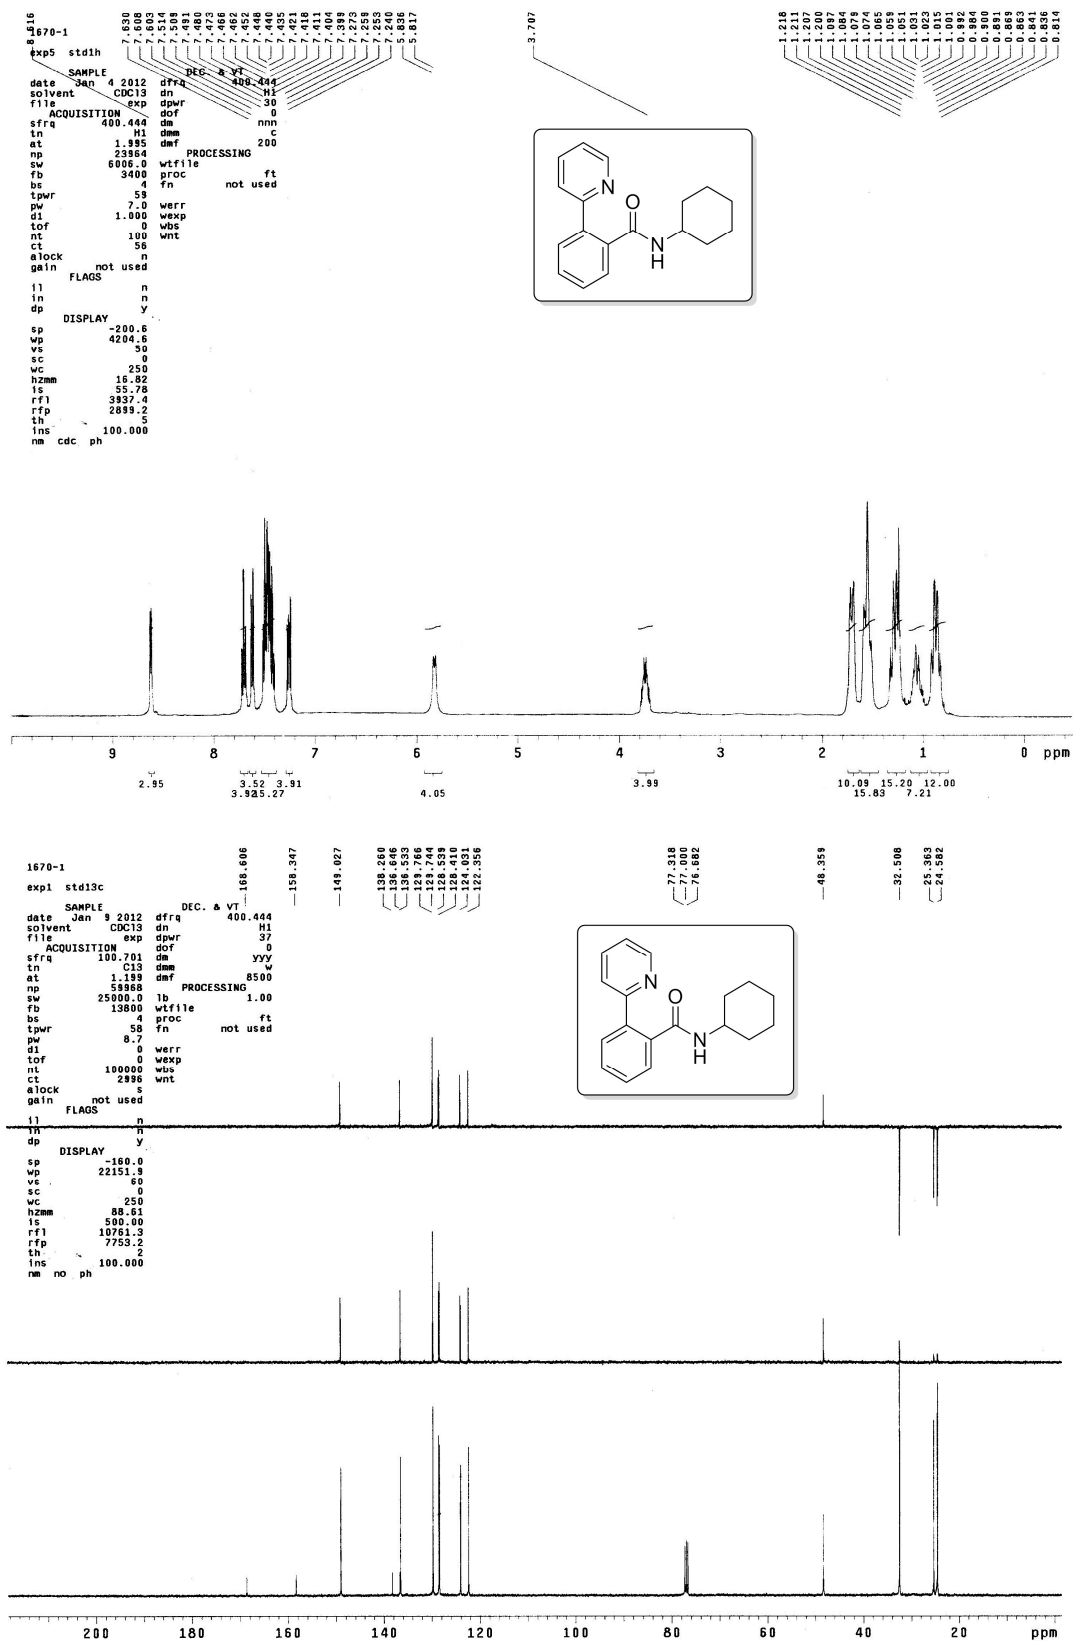 8.616
7.630
7.608
7.603
7.514
7.509
7.491
7.480
7.473
7.466
7.462
7.452
7.448
7.440
7.435
7.421
7.418
7.411
7.404
7.399
7.273
7.259
7.253
7.240
5.836
5.817
3.707
1.218
1.211
1.207
1.200
1.097
1.084
1.079
1.074
1.065
1.059
1.051
1.031
1.023
1.015
1.001
0.992
0.984
0.900
0.891
0.869
0.863
0.841
0.836
0.814
1670-1
exp5 std1h
SAMPLE DEC. & VT
date Jan 4 2012 dfrq 400.444
solvent CDCl3 dn H1
file exp dpwr 30
ACQUISITION dof 0
sfrq 400.444 dm nnn
tn H1 dmm c
at 1.995 dmf 200
np 23964 PROCESSING
sw 6006.0 wtfile
fb 3400 proc ft
bs 4 fn not used
tpwr 59
pw 7.0 werr
d1 1.000 wexp
tof 0 wbs
nt 100 wnt
ct 56
alock n
gain not used
FLAGS
il n
in n
dp y
DISPLAY
sp -200.6
wp 4204.6
vs 50
sc 0
wc 250
hzmm 16.82
is 55.78
rfl 3937.4
rfp 2899.2
th 5
ins 100.000
nm cdc ph
N
O
N
H
9 8 7 6 5 4 3 2 1 0 ppm
2.95 3.52 3.91 4.05 3.99 10.09 15.20 12.00
15.27 15.83 7.21
168.606
158.347
149.027
138.260
136.646
136.533
129.766
129.744
128.539
128.410
124.031
122.356
77.318
77.000
76.682
48.359
32.508
25.363
24.582
1670-1
exp1 std13c
SAMPLE DEC. & VT
date Jan 9 2012 dfrq 400.444
solvent CDCl3 dn H1
file exp dpwr 37
ACQUISITION dof 0
sfrq 100.701 dm yyy
tn C13 dmm w
at 1.199 dmf 8500
np 59968 PROCESSING
sw 25000.0 lb 1.00
fb 13800 wtfile
bs 4 proc ft
tpwr 58 fn not used
pw 8.7
d1 0 werr
tof 0 wexp
nt 100000 wbs
ct 2996 wnt
alock s
gain not used
FLAGS
il n
in n
dp y
DISPLAY
sp -160.0
wp 22151.9
vs 60
sc 0
wc 250
hzmm 88.61
is 500.00
rfl 10761.3
rfp 7753.2
th 2
ins 100.000
nm no ph
N
O
N
H
200 180 160 140 120 100 80 60 40 20 ppm